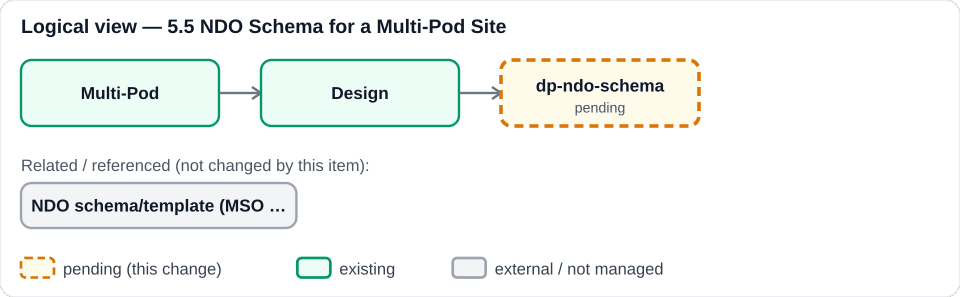 Logical view — 5.5 NDO Schema for a Multi-Pod Site
Multi-Pod
Design
dp-ndo-schema
pending
Related / referenced (not changed by this item):
NDO schema/template (MSO …
pending (this change)
existing
external / not managed